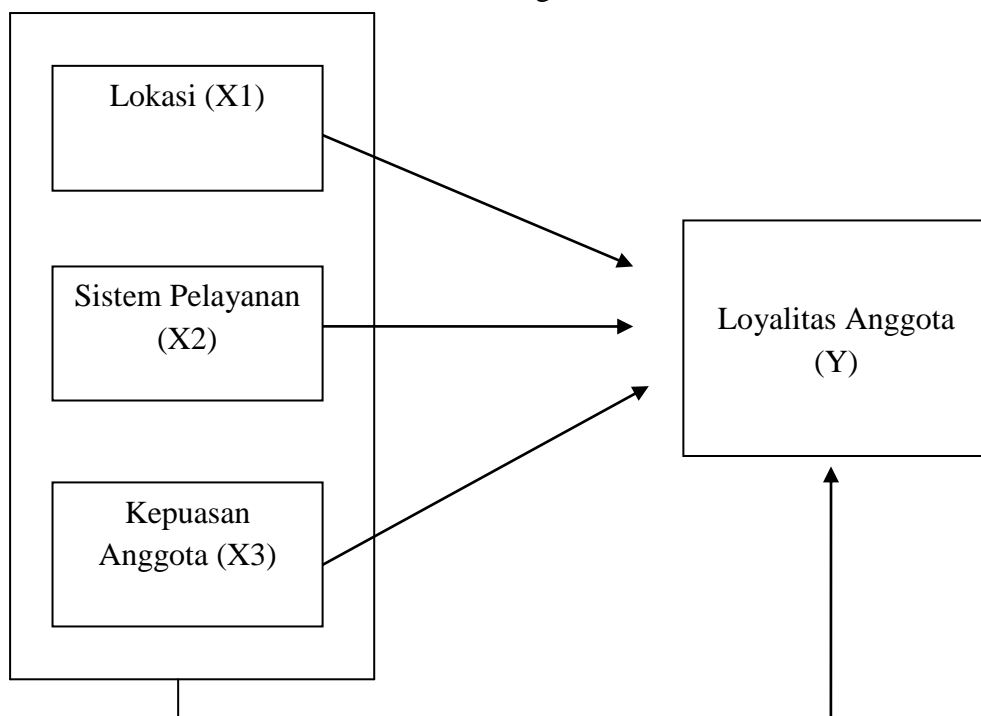 Lokasi (X1)
Sistem Pelayanan
(X2)
Loyalitas Anggota
(Y)
Kepuasan
Anggota (X3)